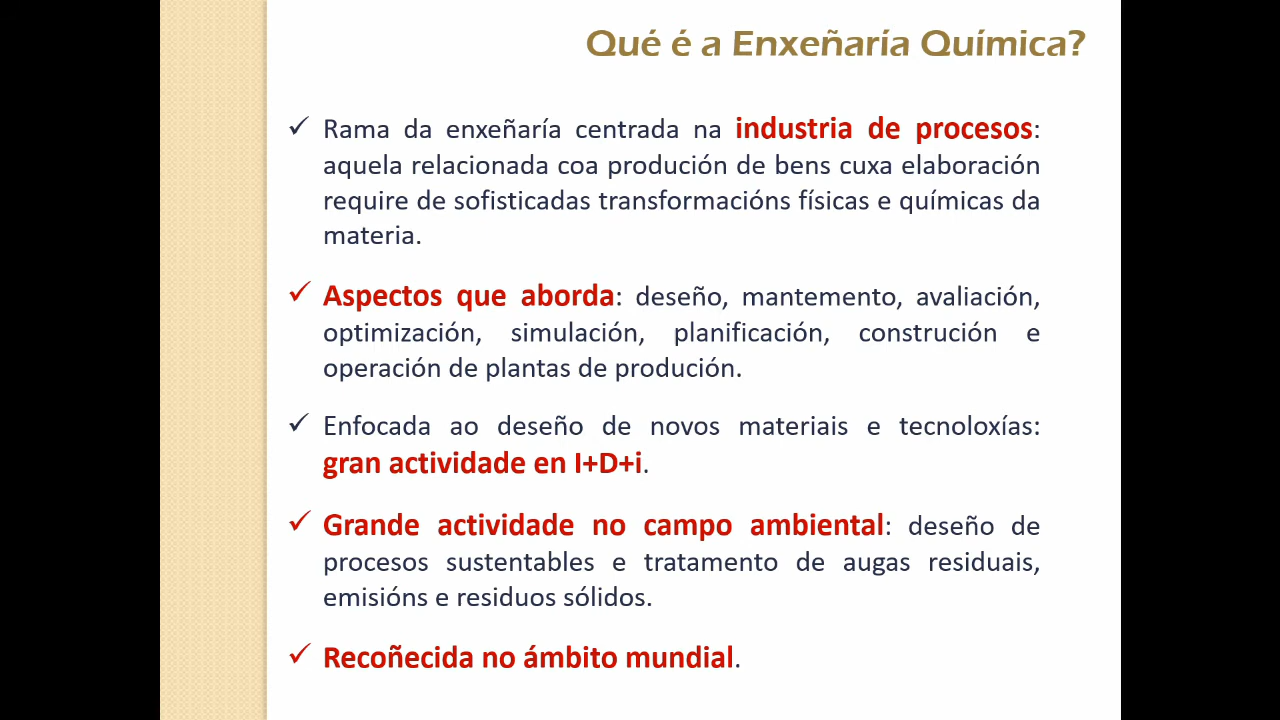 Qué é a Enxeñaría Química?
✓ Rama da enxeñaría centrada na industria de procesos:
aquela relacionada coa produción de bens cuxa elaboración
require de sofisticadas transformacións físicas e químicas da
materia.
✓ Aspectos que aborda: deseño, mantemento, avaliación,
optimización, simulación, planificación, construción e
operación de plantas de produción.
✓ Enfocada ao deseño de novos materiais e tecnoloxías:
gran actividade en I+D+i.
✓ Grande actividade no campo ambiental: deseño de
procesos sustentables e tratamento de augas residuais,
emisións e residuos sólidos.
✓ Recoñecida no ámbito mundial.